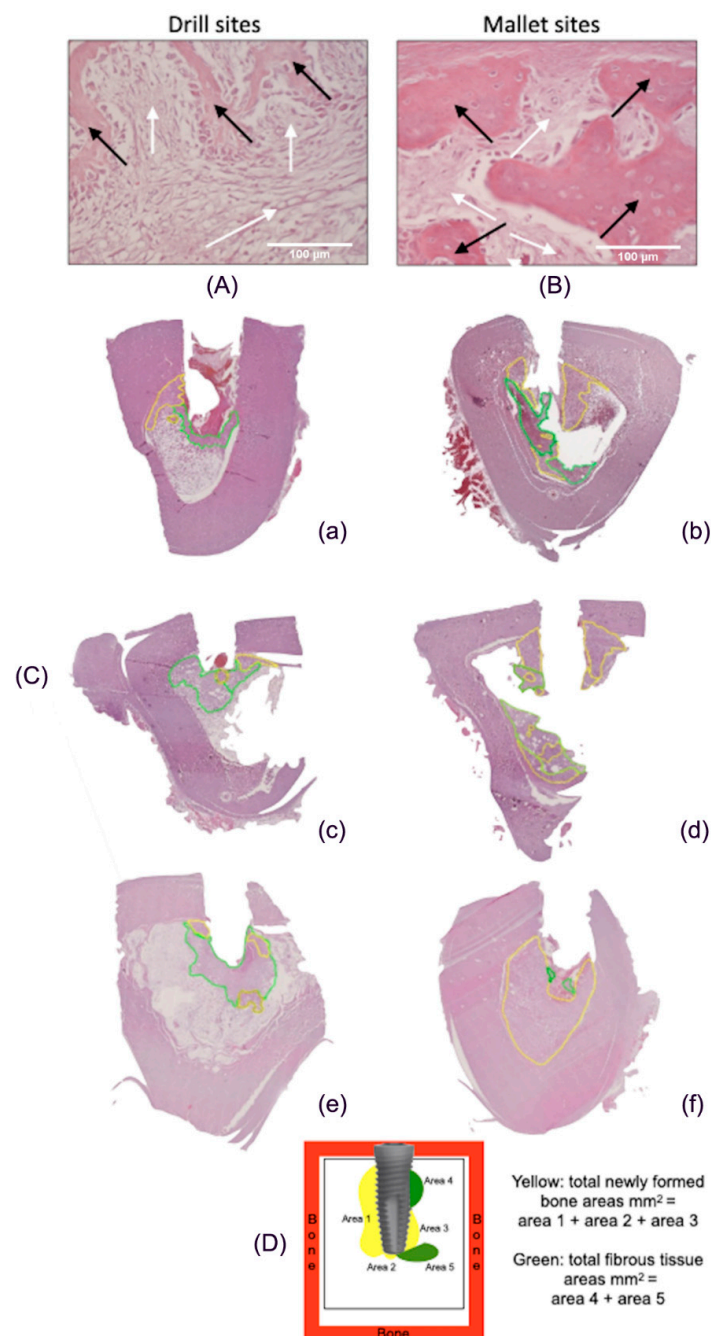 Drill sites
Mallet sites
100 µm
100 µm
(A)
(B)
(a)
(b)
(C)
(c)
(d)
(e)
(f)
(D)
Bone
Area 4
Area 1
Area 3
Area 2
Area 5
Bone
Bone
Yellow: total newly formed
bone areas mm² =
area 1 + area 2 + area 3
Green: total fibrous tissue
areas mm² =
area 4 + area 5